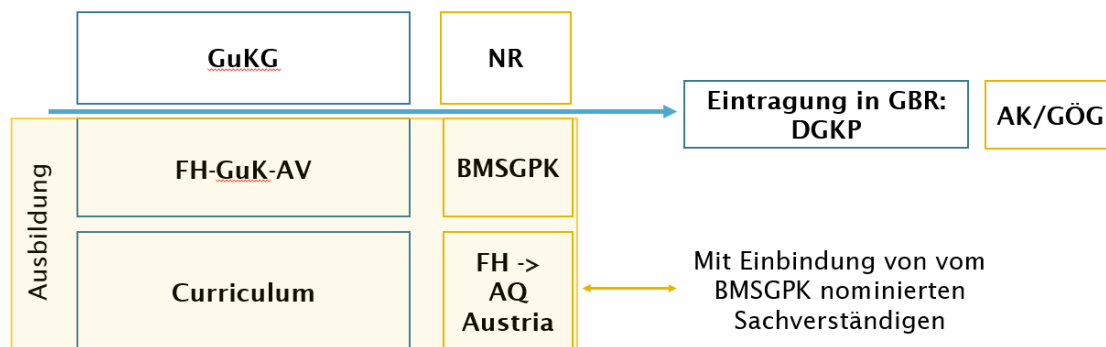 GuKG
NR
Eintragung in GBR:
DGKP
AK/GÖG
Ausbildung
FH-GuK-AV
BMSGPK
Curriculum
FH ->
AQ
Austria
Mit Einbindung von vom
BMSGPK nominierten
Sachverständigen